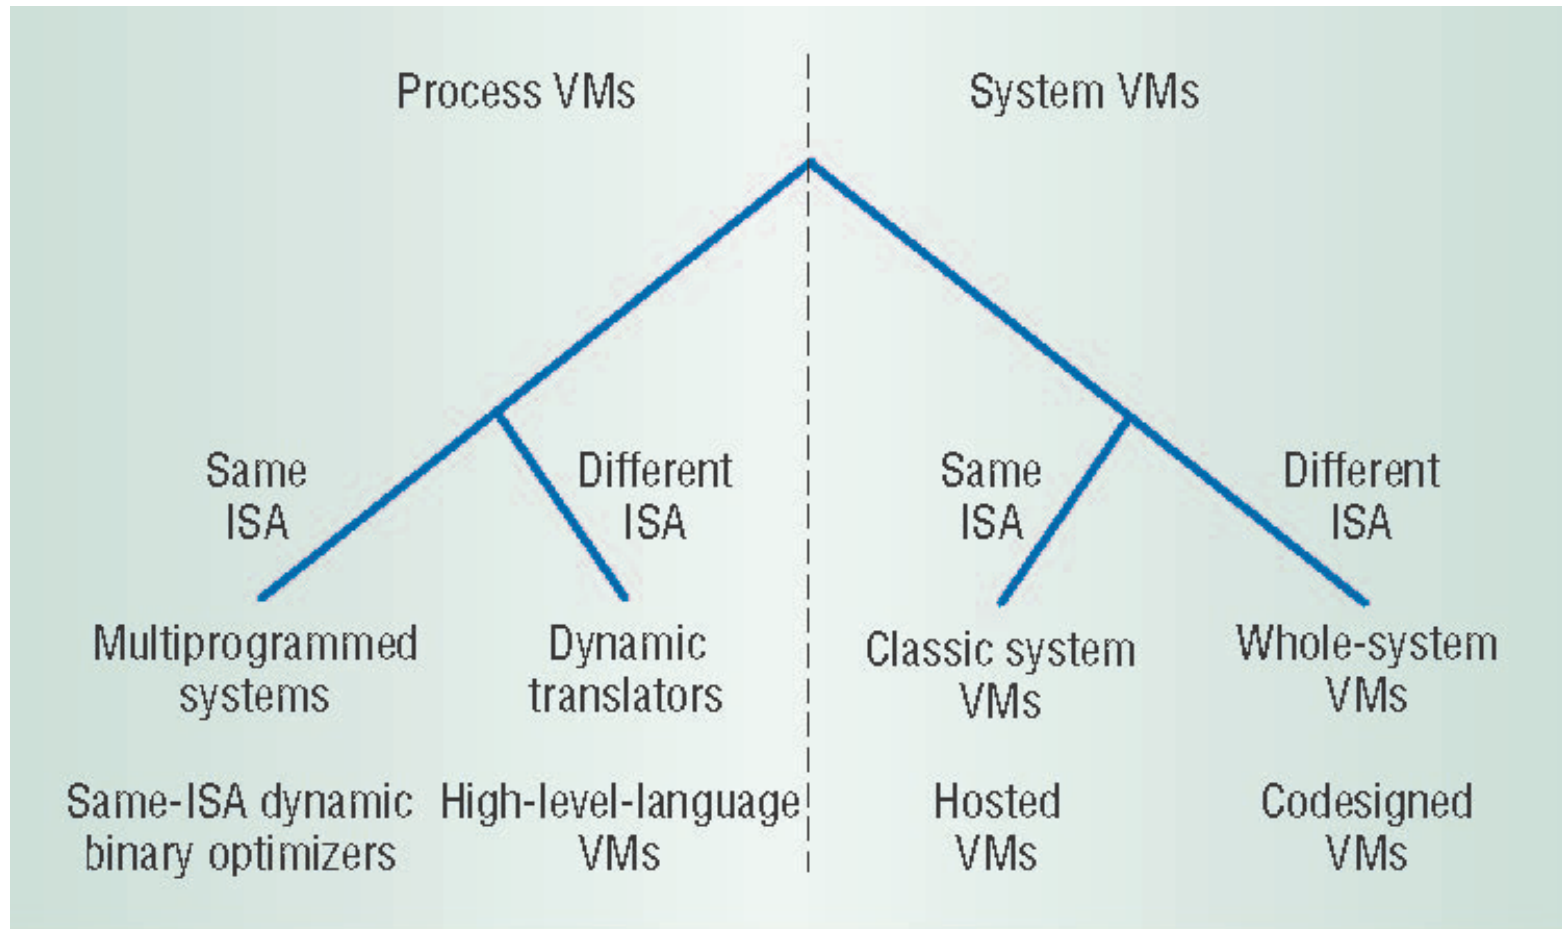 Process VMs
System VMs
Same
ISA
Different
ISA
Same
ISA
Different
ISA
Multiprogrammed
systems
Dynamic
translators
Classic system
VMs
Whole-system
VMs
Same-ISA dynamic
binary optimizers
High-level-language
VMs
Hosted
VMs
Codesigned
VMs